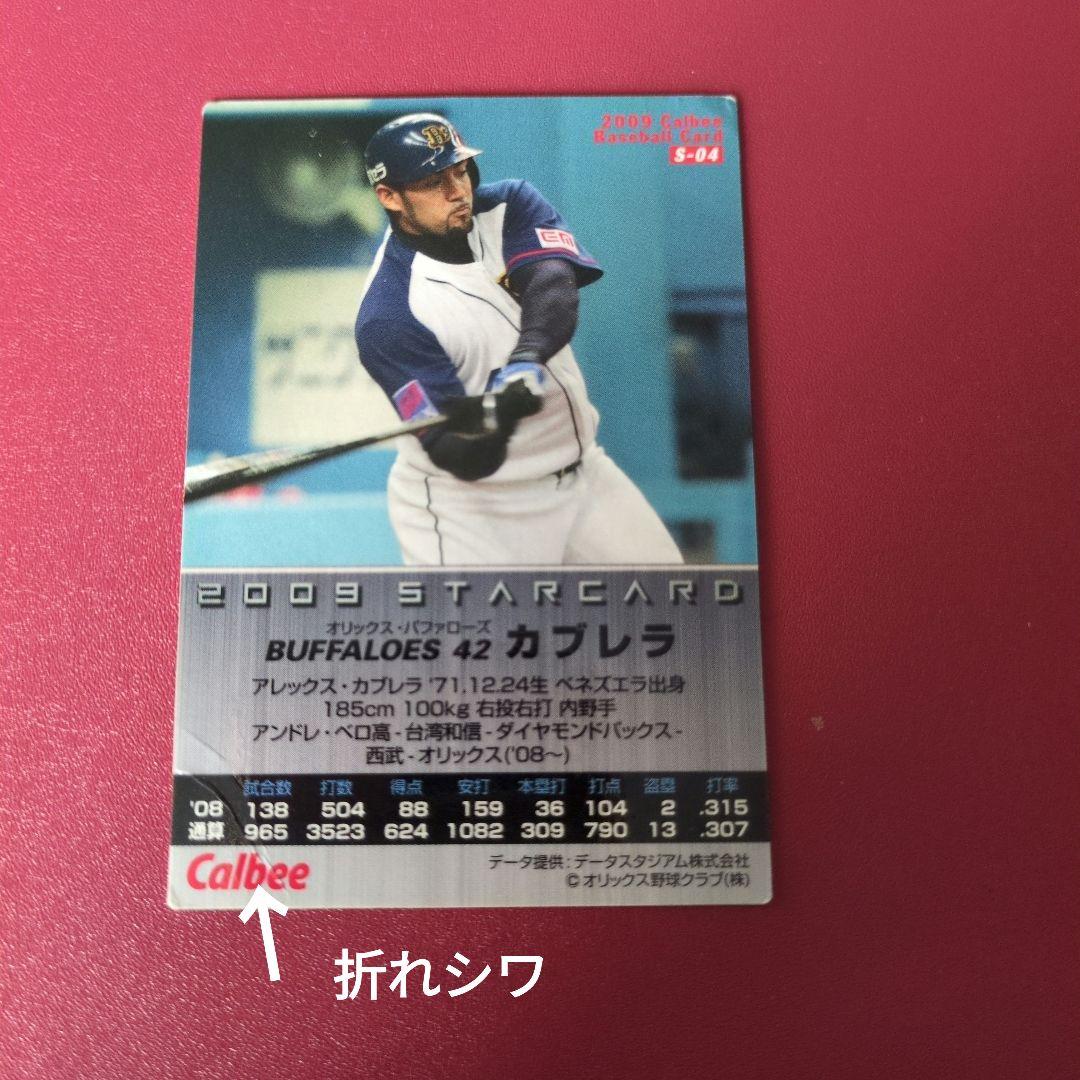 2009 Calbee
Baseball Card
S-04
2009 STARCARD
オリックス・バファローズ
BUFFALOES 42 カブレラ
アレックス・カブレラ '71.12.24生 ベネズエラ出身
185cm 100kg 右投右打 内野手
アンドレ・ベロ高-台湾和信-ダイヤモンドバックス-
西武-オリックス('08～)
試合数 打数 得点 安打 本塁打 打点 盗塁 打率
'08 138 504 88 159 36 104 2 .315
通算 965 3523 624 1082 309 790 13 .307
Calbee
データ提供:データスタジアム株式会社
©オリックス野球クラブ(株)
折れシワ